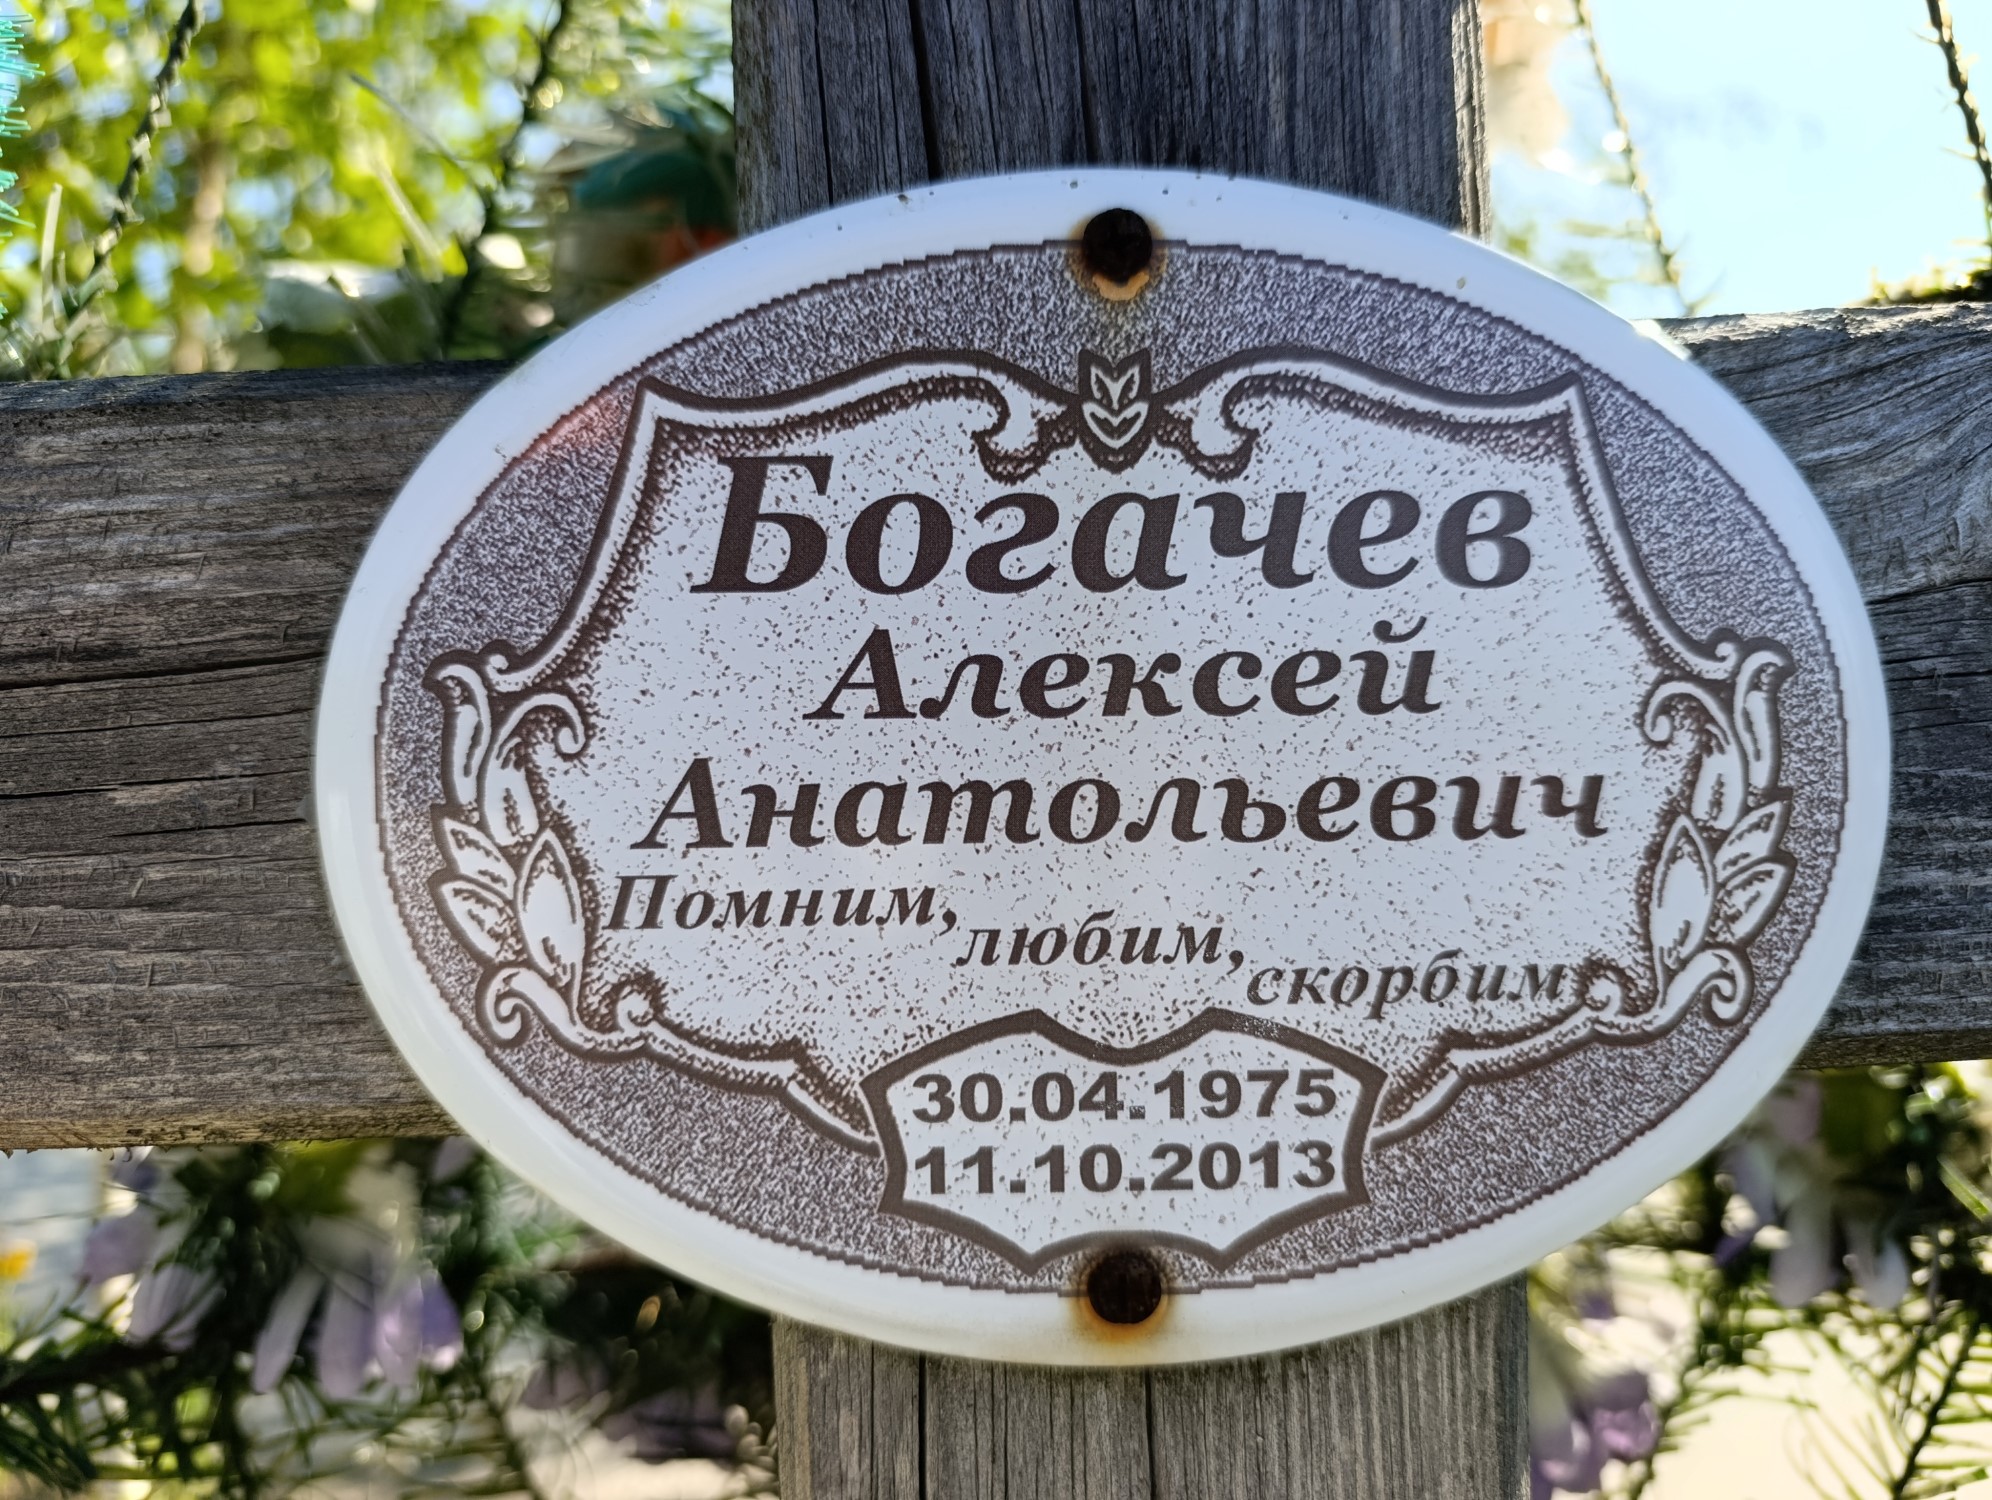 Богачев
Алексей
Анатольевич
Помним, любим, скорбим
30.04.1975
11.10.2013